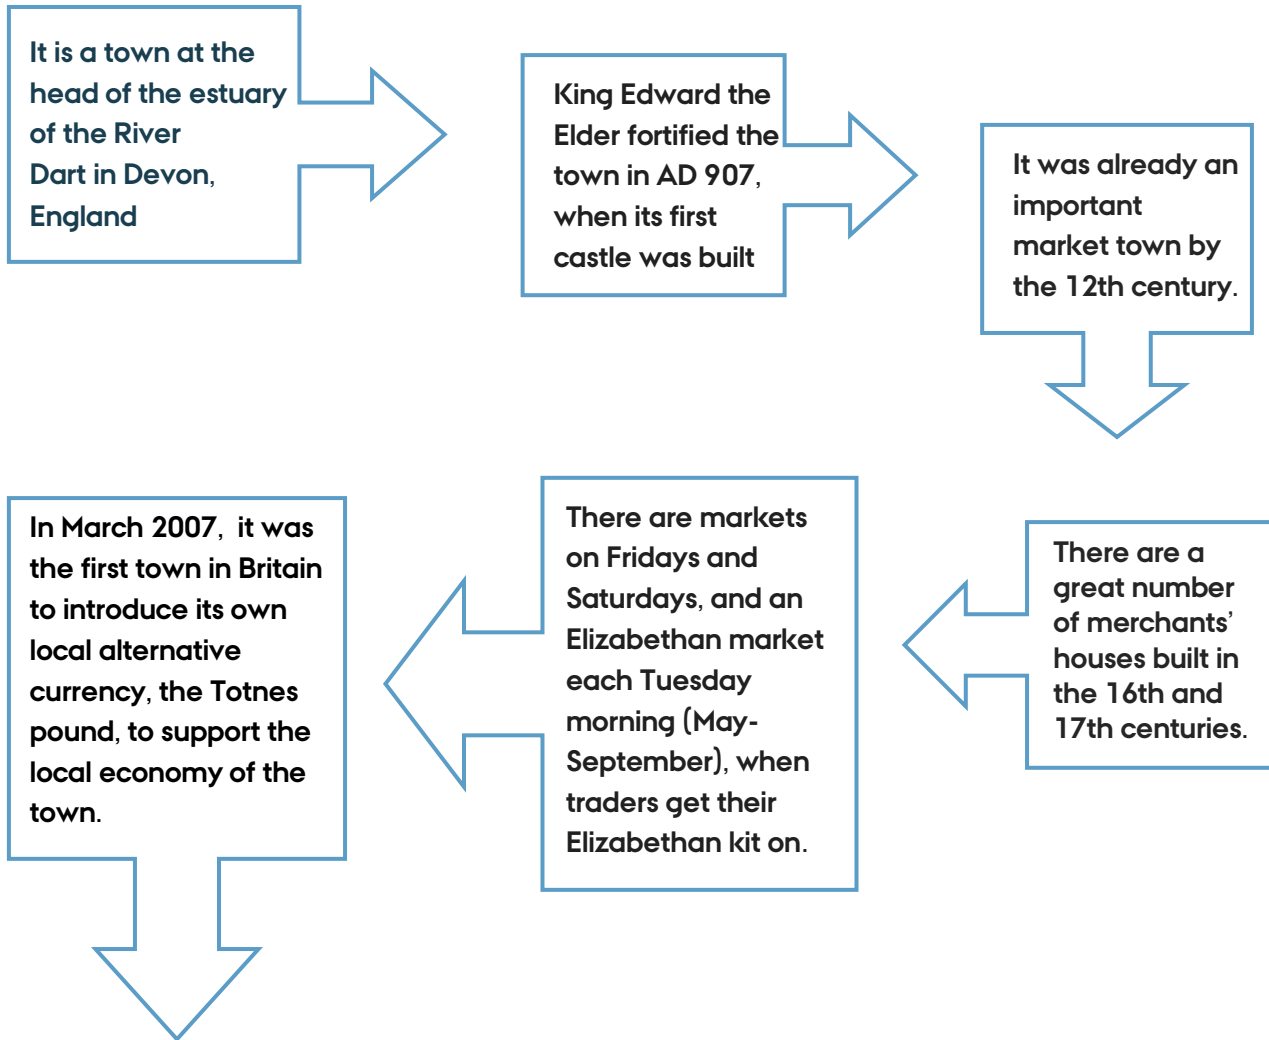 It is a town at the
head of the estuary
of the River
Dart in Devon,
England
King Edward the
Elder fortified the
town in AD 907,
when its first
castle was built
It was already an
important
market town by
the 12th century.
There are a
great number
of merchants’
houses built in
the 16th and
17th centuries.
There are markets
on Fridays and
Saturdays, and an
Elizabethan market
each Tuesday
morning (May-
September), when
traders get their
Elizabethan kit on.
In March 2007, it was
the first town in Britain
to introduce its own
local alternative
currency, the Totnes
pound, to support the
local economy of the
town.